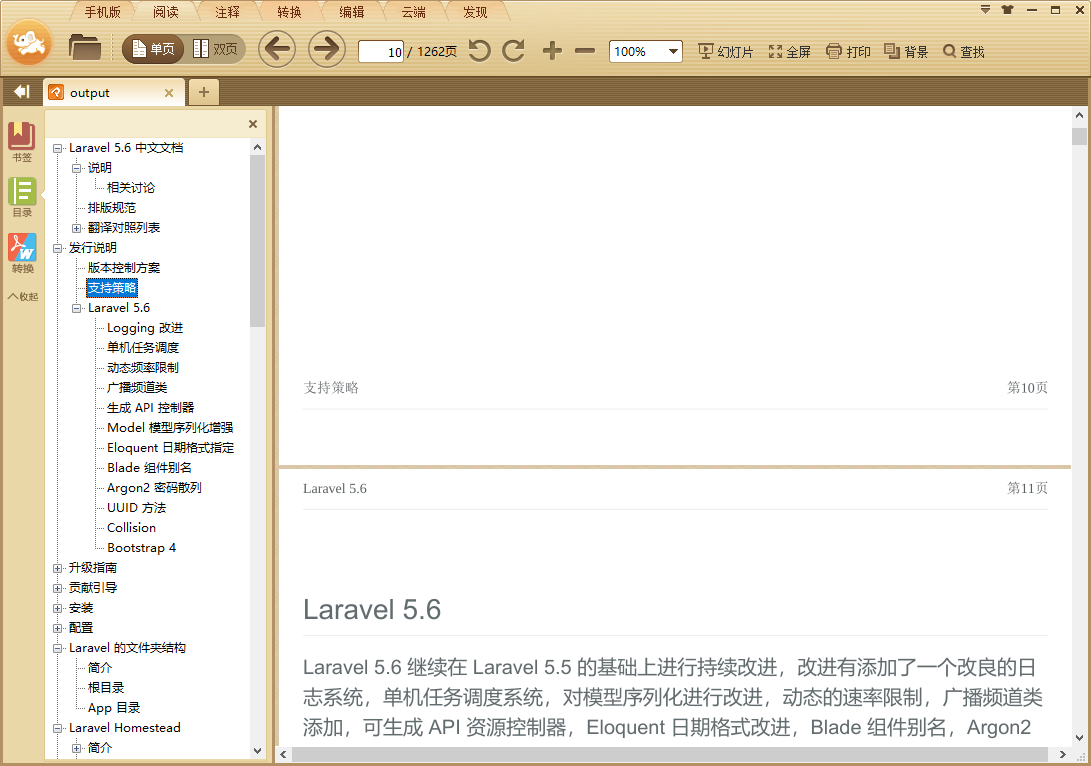 手机版 阅读 注释 转换 编辑 云端 发现
单页 双页 10 / 1262页 100% 幻灯片 全屏 打印 背景 查找
output
书签
目录
转换
收起
Laravel 5.6 中文文档
说明
相关讨论
排版规范
翻译对照列表
发行说明
版本控制方案
支持策略
Laravel 5.6
Logging 改进
单机任务调度
动态频率限制
广播频道类
生成 API 控制器
Model 模型序列化增强
Eloquent 日期格式指定
Blade 组件别名
Argon2 密码散列
UUID 方法
Collision
Bootstrap 4
升级指南
贡献引导
安装
配置
Laravel 的文件夹结构
简介
根目录
App 目录
Laravel Homestead
简介
支持策略 第10页
Laravel 5.6 第11页
Laravel 5.6
Laravel 5.6 继续在 Laravel 5.5 的基础上进行持续改进，改进有添加了一个改良的日
志系统，单机任务调度系统，对模型序列化进行改进，动态的速率限制，广播频道类
添加，可生成 API 资源控制器，Eloquent 日期格式改进，Blade 组件别名，Argon2